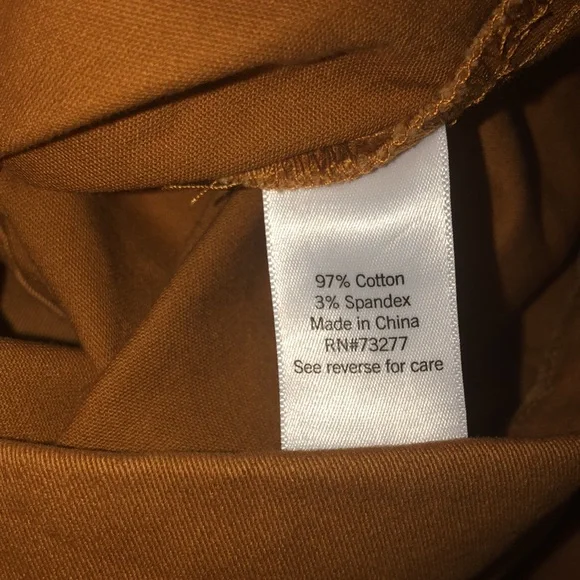 97% Cotton
3% Spandex
Made in China
RN#73277
See reverse for care